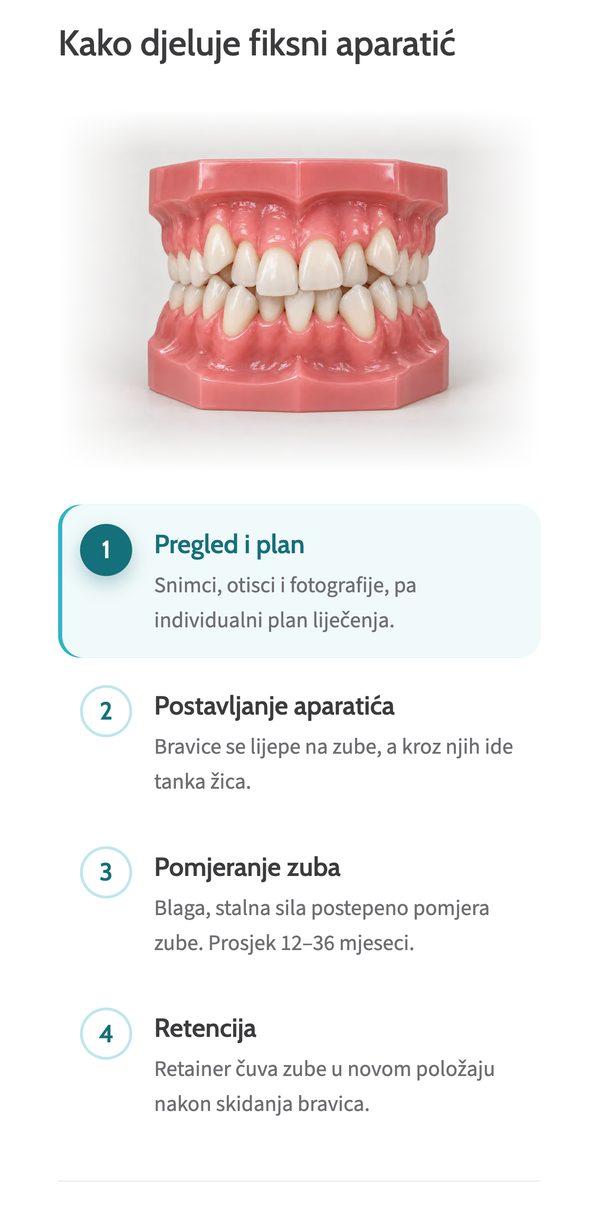 Kako djeluje fiksni aparatić
1
Pregled i plan
Snimci, otisci i fotografije, pa
individualni plan liječenja.
2
Postavljanje aparatića
Bravice se lijepe na zube, a kroz njih ide
tanka žica.
3
Pomjeranje zuba
Blaga, stalna sila postepeno pomjera
zube. Prosjek 12–36 mjeseci.
4
Retencija
Retainer čuva zube u novom položaju
nakon skidanja bravica.